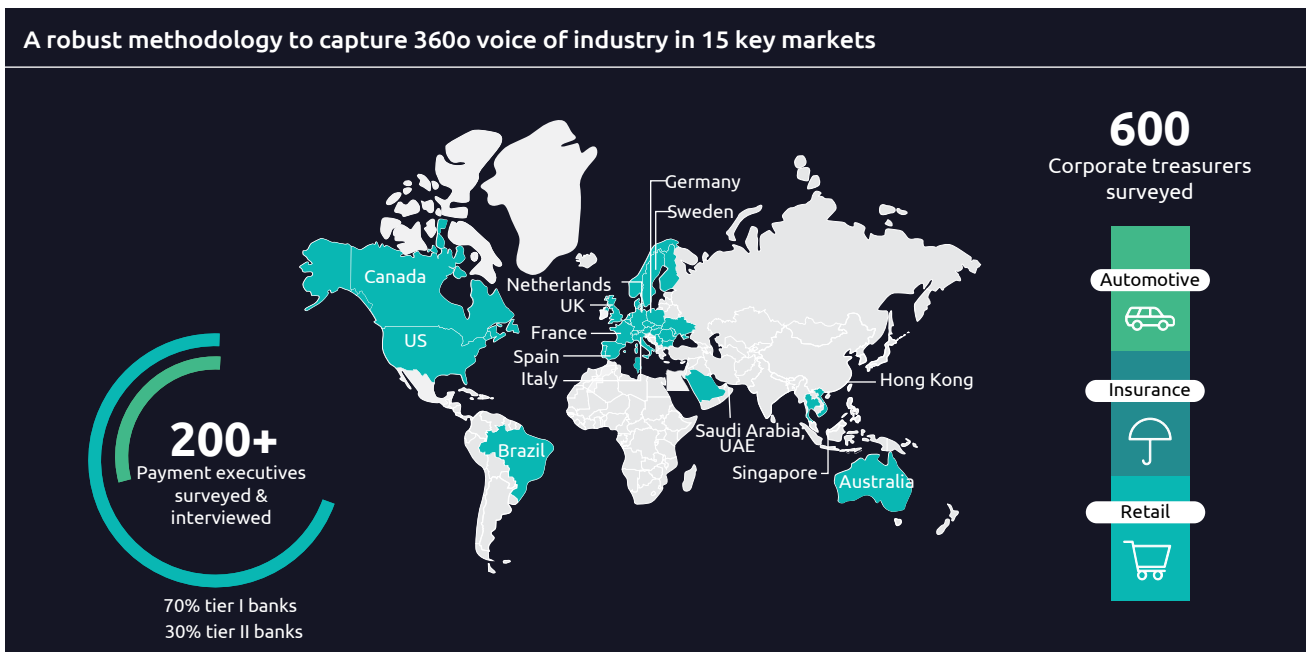 A robust methodology to capture 360o voice of industry in 15 key markets
200+
Payment executives
surveyed &
interviewed
70% tier I banks
30% tier II banks
Canada
US
Brazil
Germany
Sweden
Netherlands
UK
France
Spain
Italy
Hong Kong
Saudi Arabia,
UAE
Singapore
Australia
600
Corporate treasurers
surveyed
Automotive
Insurance
Retail